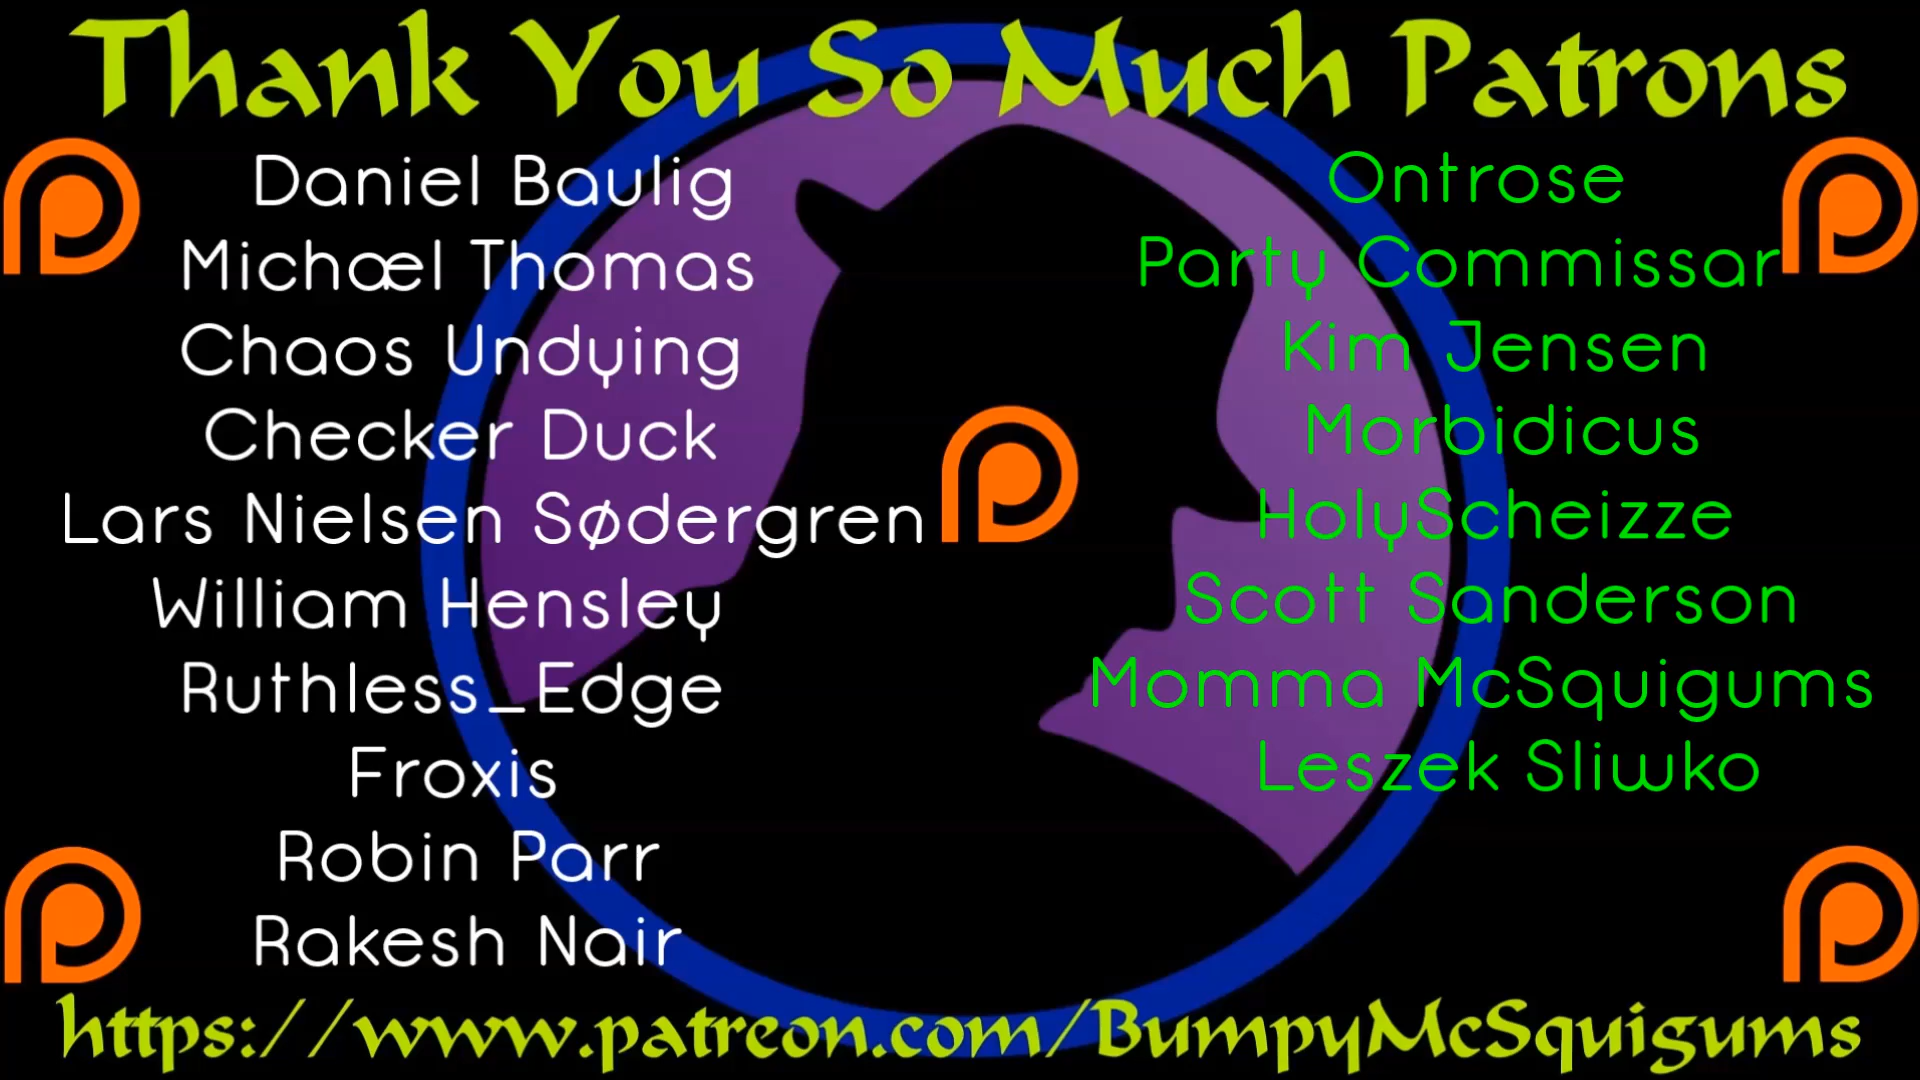 Thank You So Much Patrons
Daniel Baulig
Michæl Thomas
Chaos Undying
Checker Duck
Lars Nielsen Sødergren
William Hensley
Ruthless_Edge
Froxis
Robin Parr
Rakesh Nair
Ontrose
Party Commissar
Kim Jensen
Morbidicus
HolyScheizze
Scott Sanderson
Momma McSquigums
Leszek Sliwko
https://www.patreon.com/BumpyMcSquigums